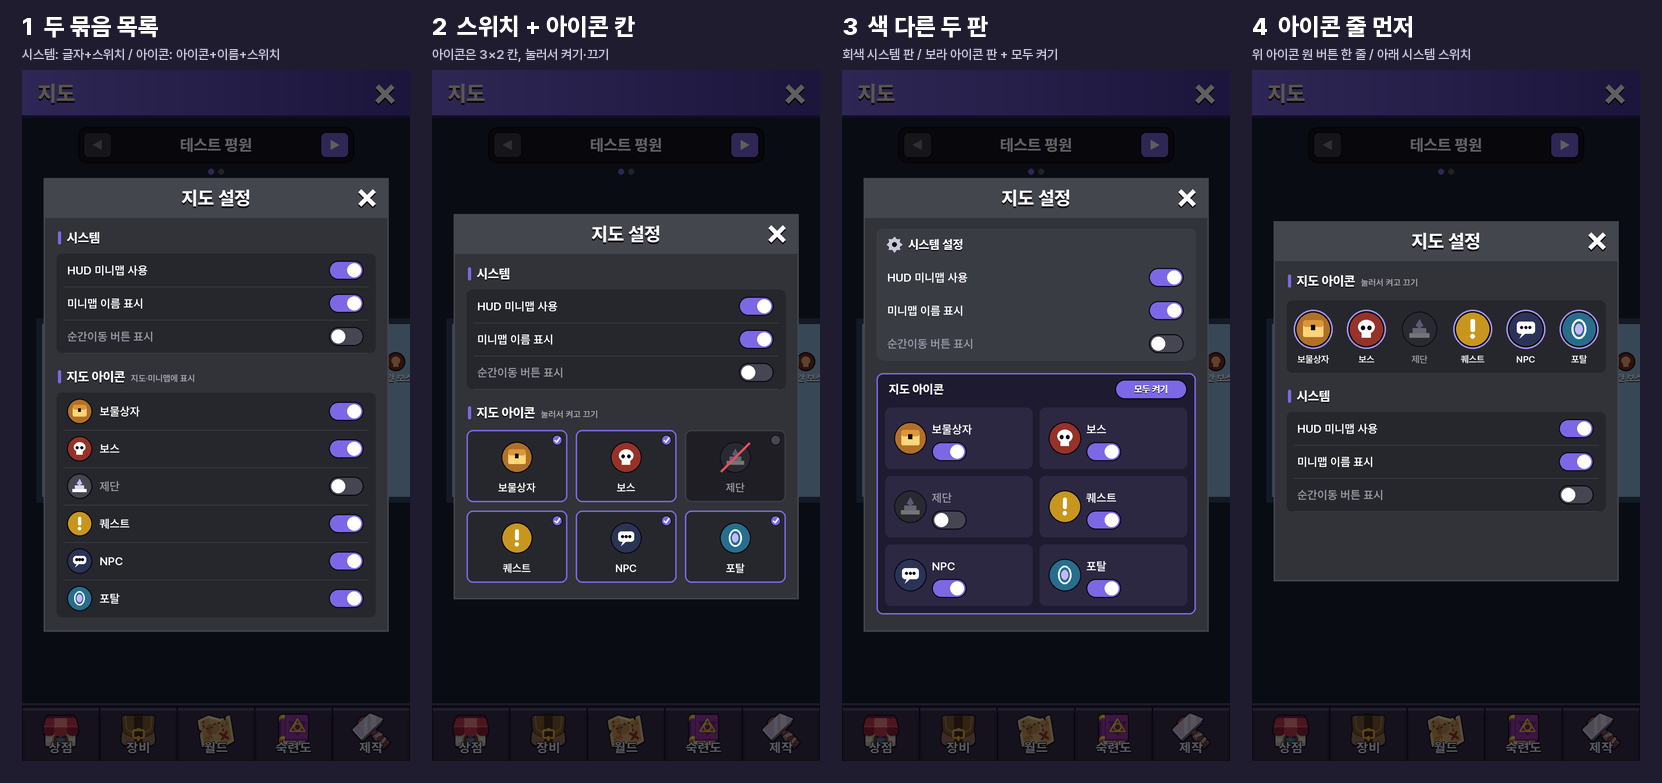 1 두 묶음 목록
시스템: 글자+스위치 / 아이콘: 아이콘+이름+스위치
지도
테스트 평원
지도 설정
시스템
HUD 미니맵 사용
미니맵 이름 표시
순간이동 버튼 표시
지도 아이콘 지도·미니맵에 표시
보물상자
보스
제단
퀘스트
NPC
포탈
상점 장비 월드 숙련도 제작
2 스위치 + 아이콘 칸
아이콘은 3×2 칸, 눌러서 켜기·끄기
지도
테스트 평원
지도 설정
시스템
HUD 미니맵 사용
미니맵 이름 표시
순간이동 버튼 표시
지도 아이콘 눌러서 켜고 끄기
보물상자 보스 제단
퀘스트 NPC 포탈
상점 장비 월드 숙련도 제작
3 색 다른 두 판
회색 시스템 판 / 보라 아이콘 판 + 모두 켜기
지도
테스트 평원
지도 설정
시스템 설정
HUD 미니맵 사용
미니맵 이름 표시
순간이동 버튼 표시
지도 아이콘 모두 켜기
보물상자 보스
제단 퀘스트
NPC 포탈
상점 장비 월드 숙련도 제작
4 아이콘 줄 먼저
위 아이콘 원 버튼 한 줄 / 아래 시스템 스위치
지도
테스트 평원
지도 설정
지도 아이콘 눌러서 켜고 끄기
보물상자 보스 제단 퀘스트 NPC 포탈
시스템
HUD 미니맵 사용
미니맵 이름 표시
순간이동 버튼 표시
상점 장비 월드 숙련도 제작